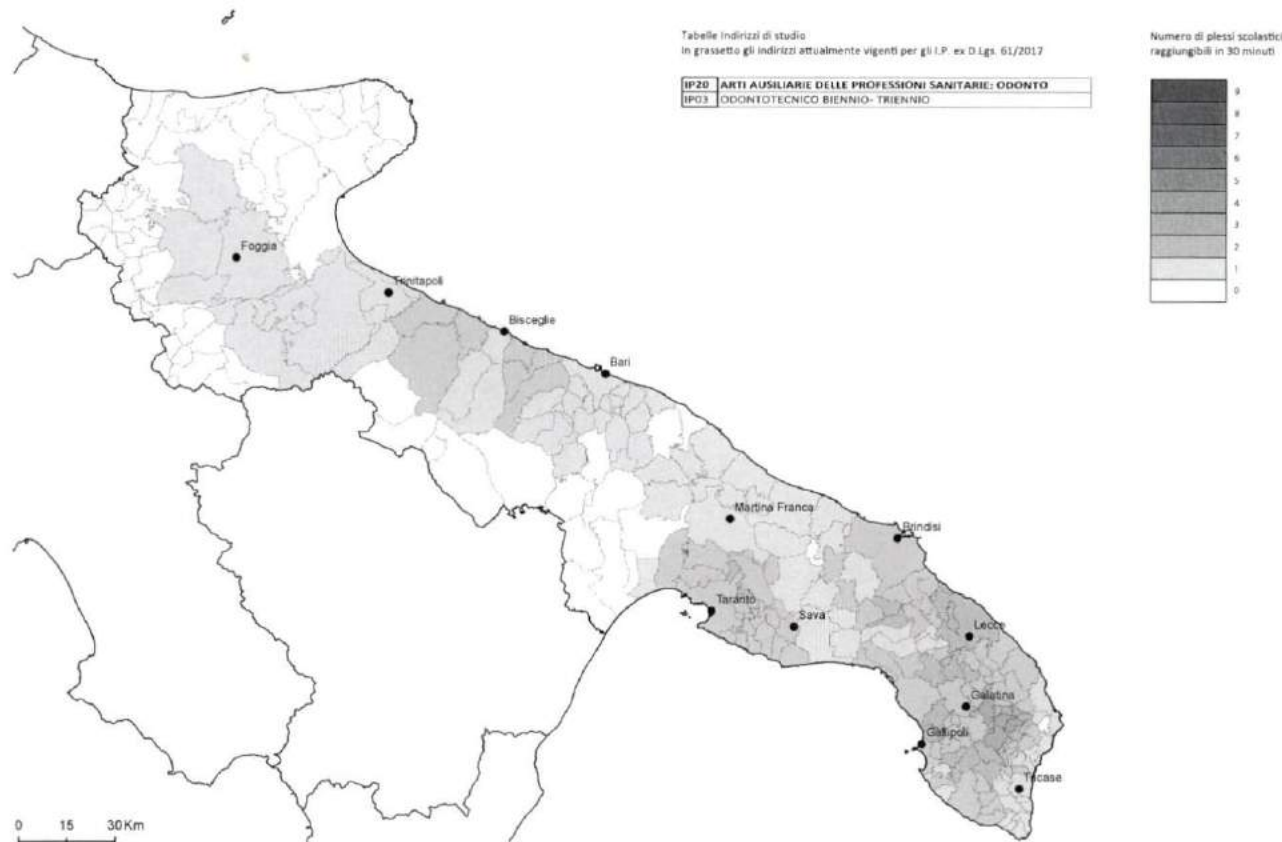 Tabelle Indirizzi di studio
In grassetto gli indirizzi attualmente vigenti per gli I.P. ex D.Lgs. 61/2017
IP20 ARTI AUSILIARIE DELLE PROFESSIONI SANITARIE: ODONTO
IP03 ODONTOTECNICO BIENNIO- TRIENNIO
Numero di plessi scolastici
raggiungibili in 30 minuti
9
8
7
6
5
4
3
2
1
0
Foggia
Trinitapoli
Bisceglie
Bari
Martina Franca
Brindisi
Taranto
Sava
Lecce
Galatina
Gallipoli
Tricase
0 15 30 Km